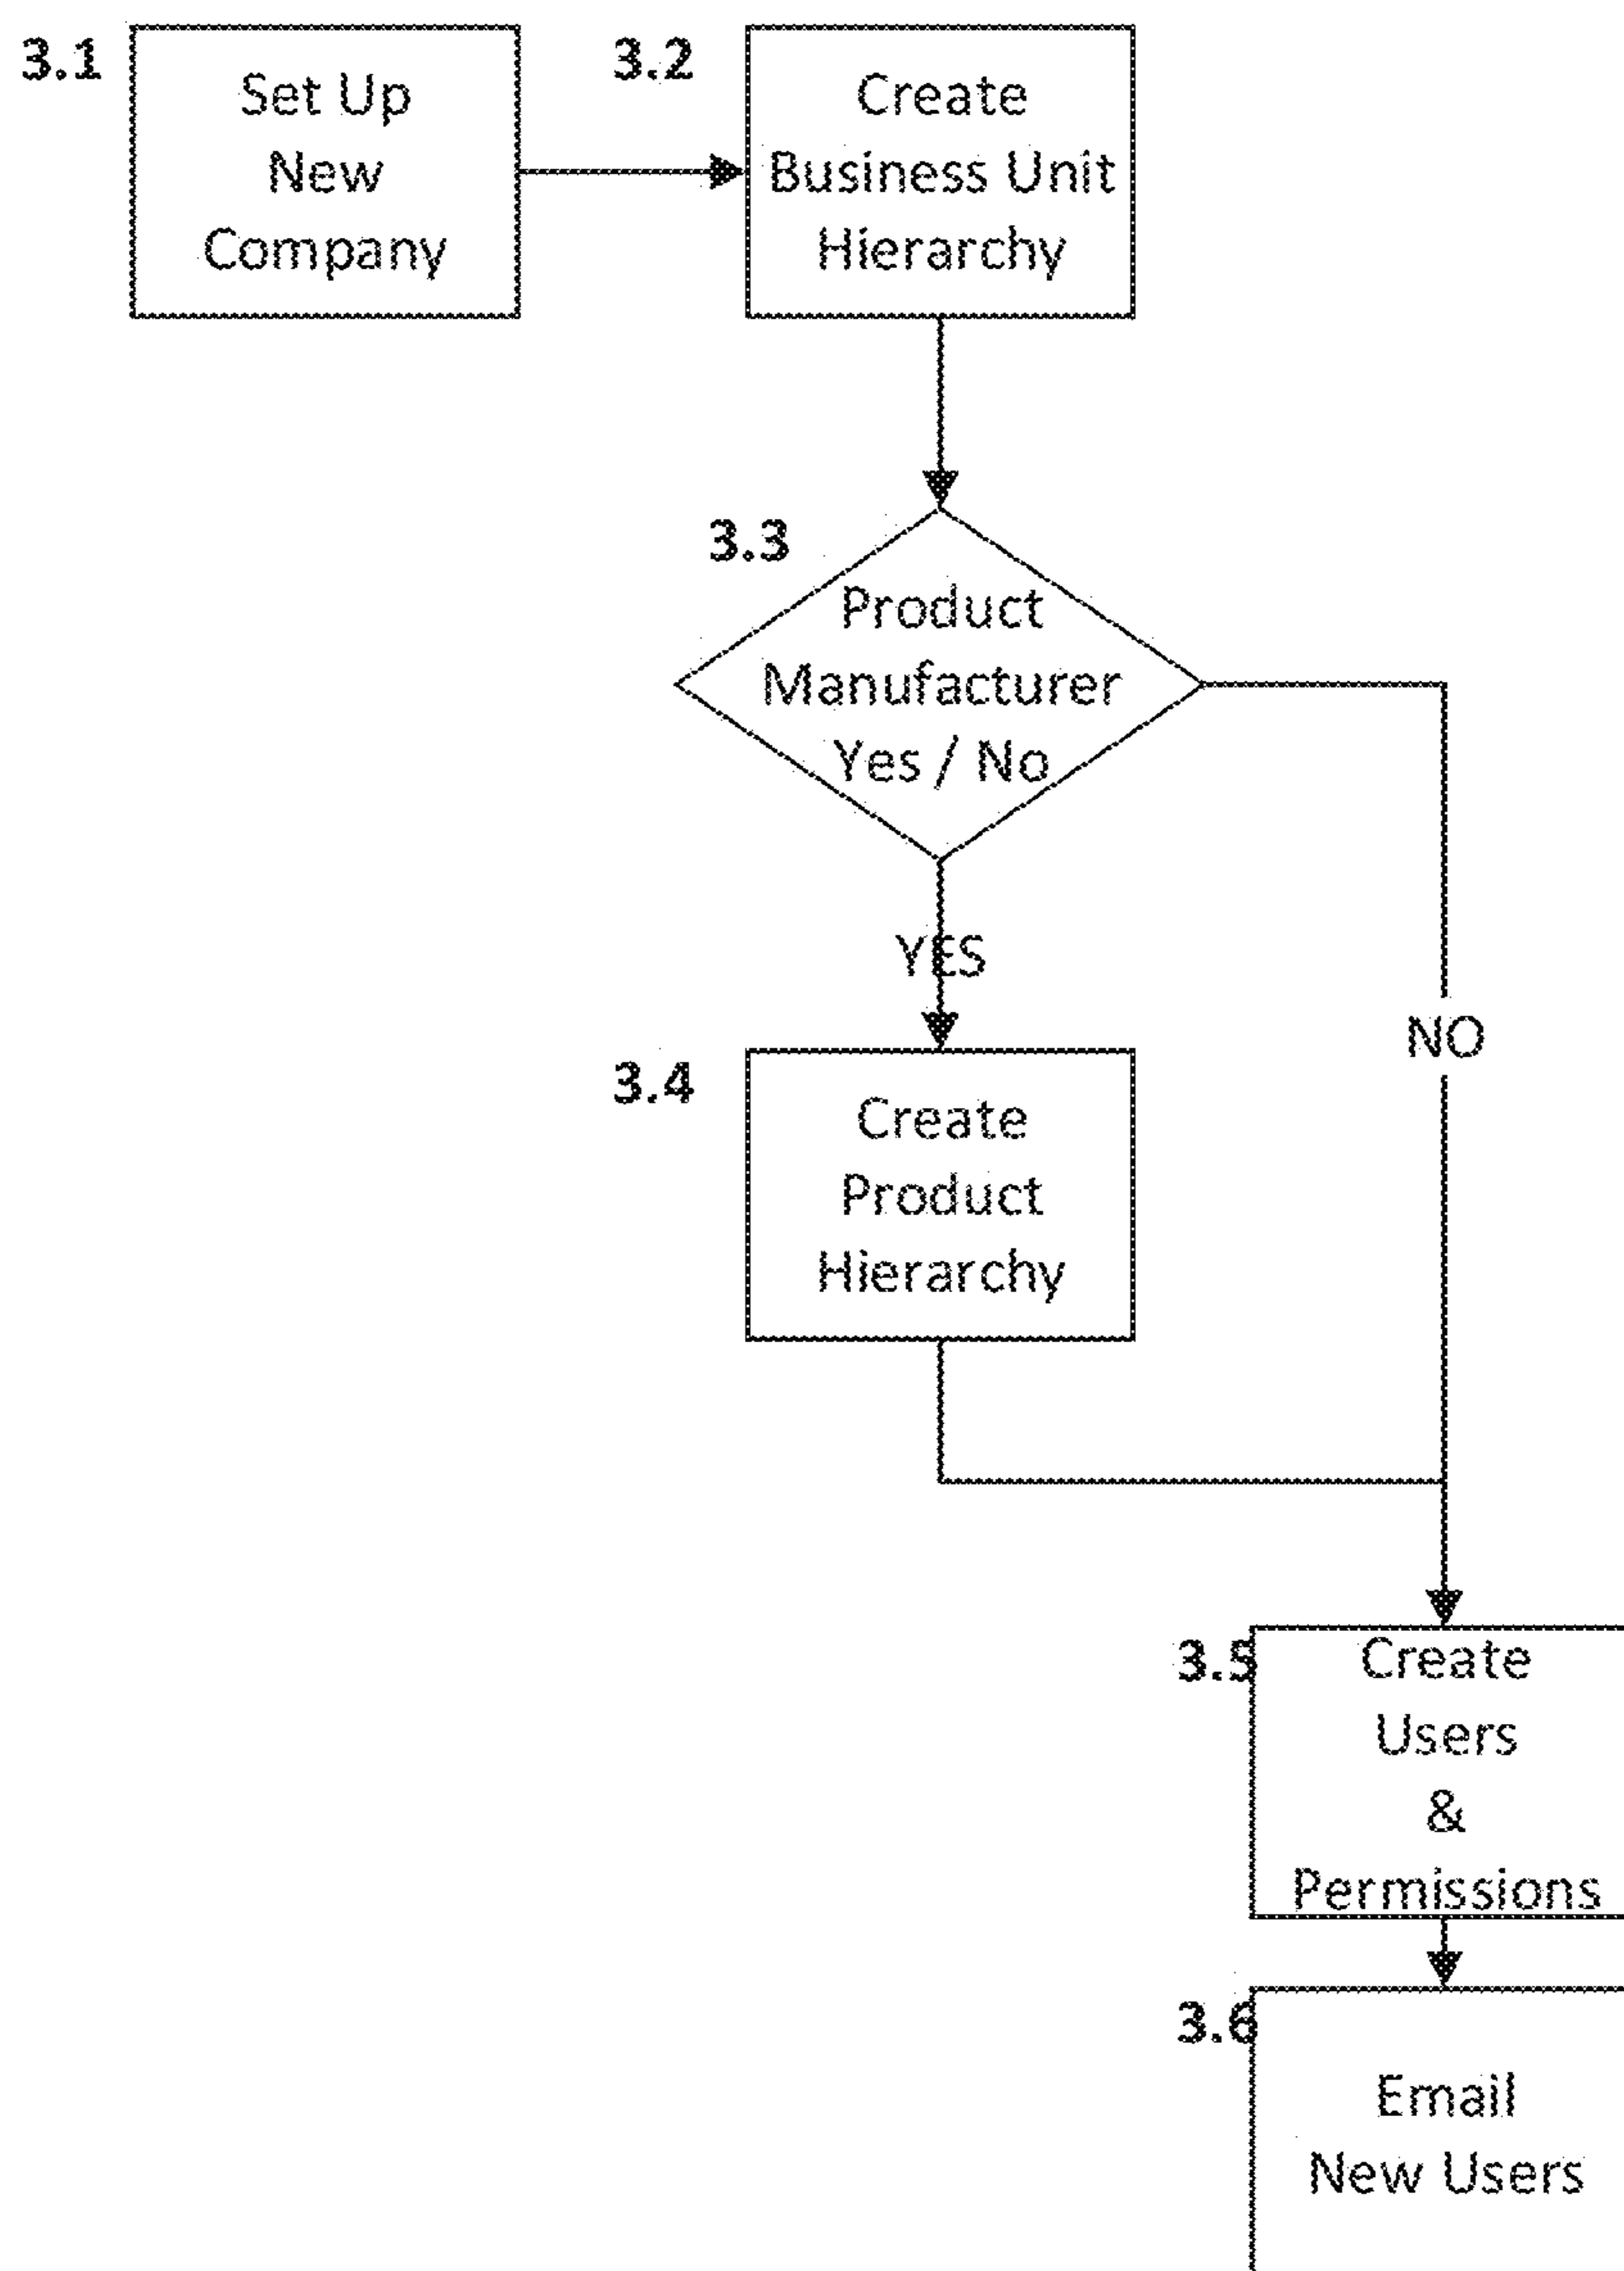 3.1
Set Up
New
Company
3.2
Create
Business Unit
Hierarchy
3.3
Product
Manufacturer
Yes / No
YES
NO
3.4
Create
Product
Hierarchy
3.5
Create
Users
&
Permissions
3.6
Email
New Users